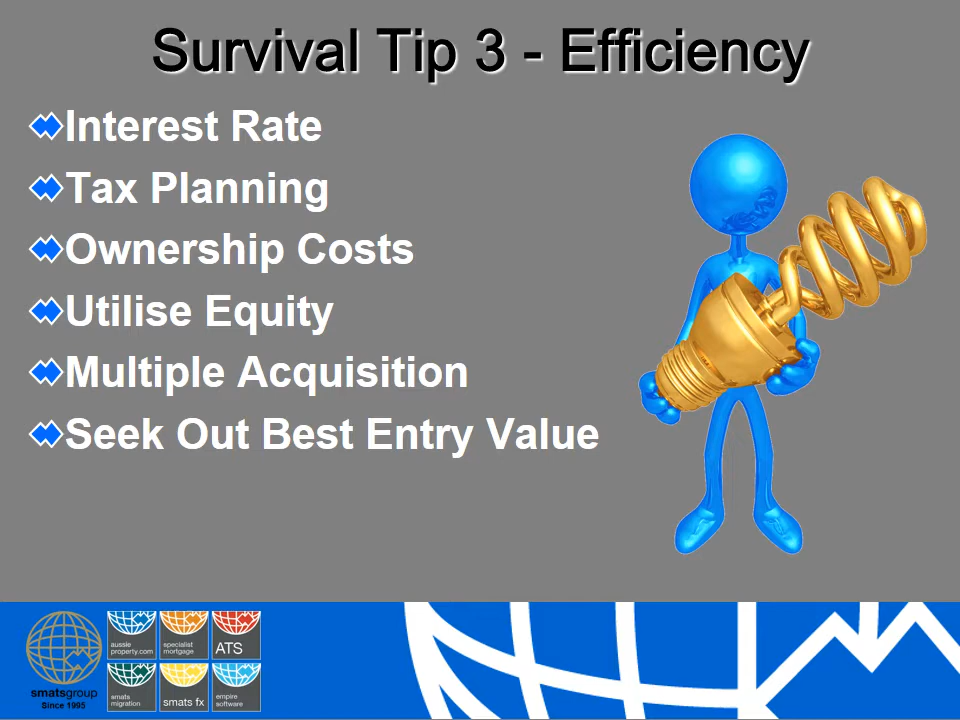 Survival Tip 3 - Efficiency
Interest Rate
Tax Planning
Ownership Costs
Utilise Equity
Multiple Acquisition
Seek Out Best Entry Value
aussie
property.com
specialist
mortgage
ATS
smats
migration
smats fx
empire
software
smatsgroup
Since 1995